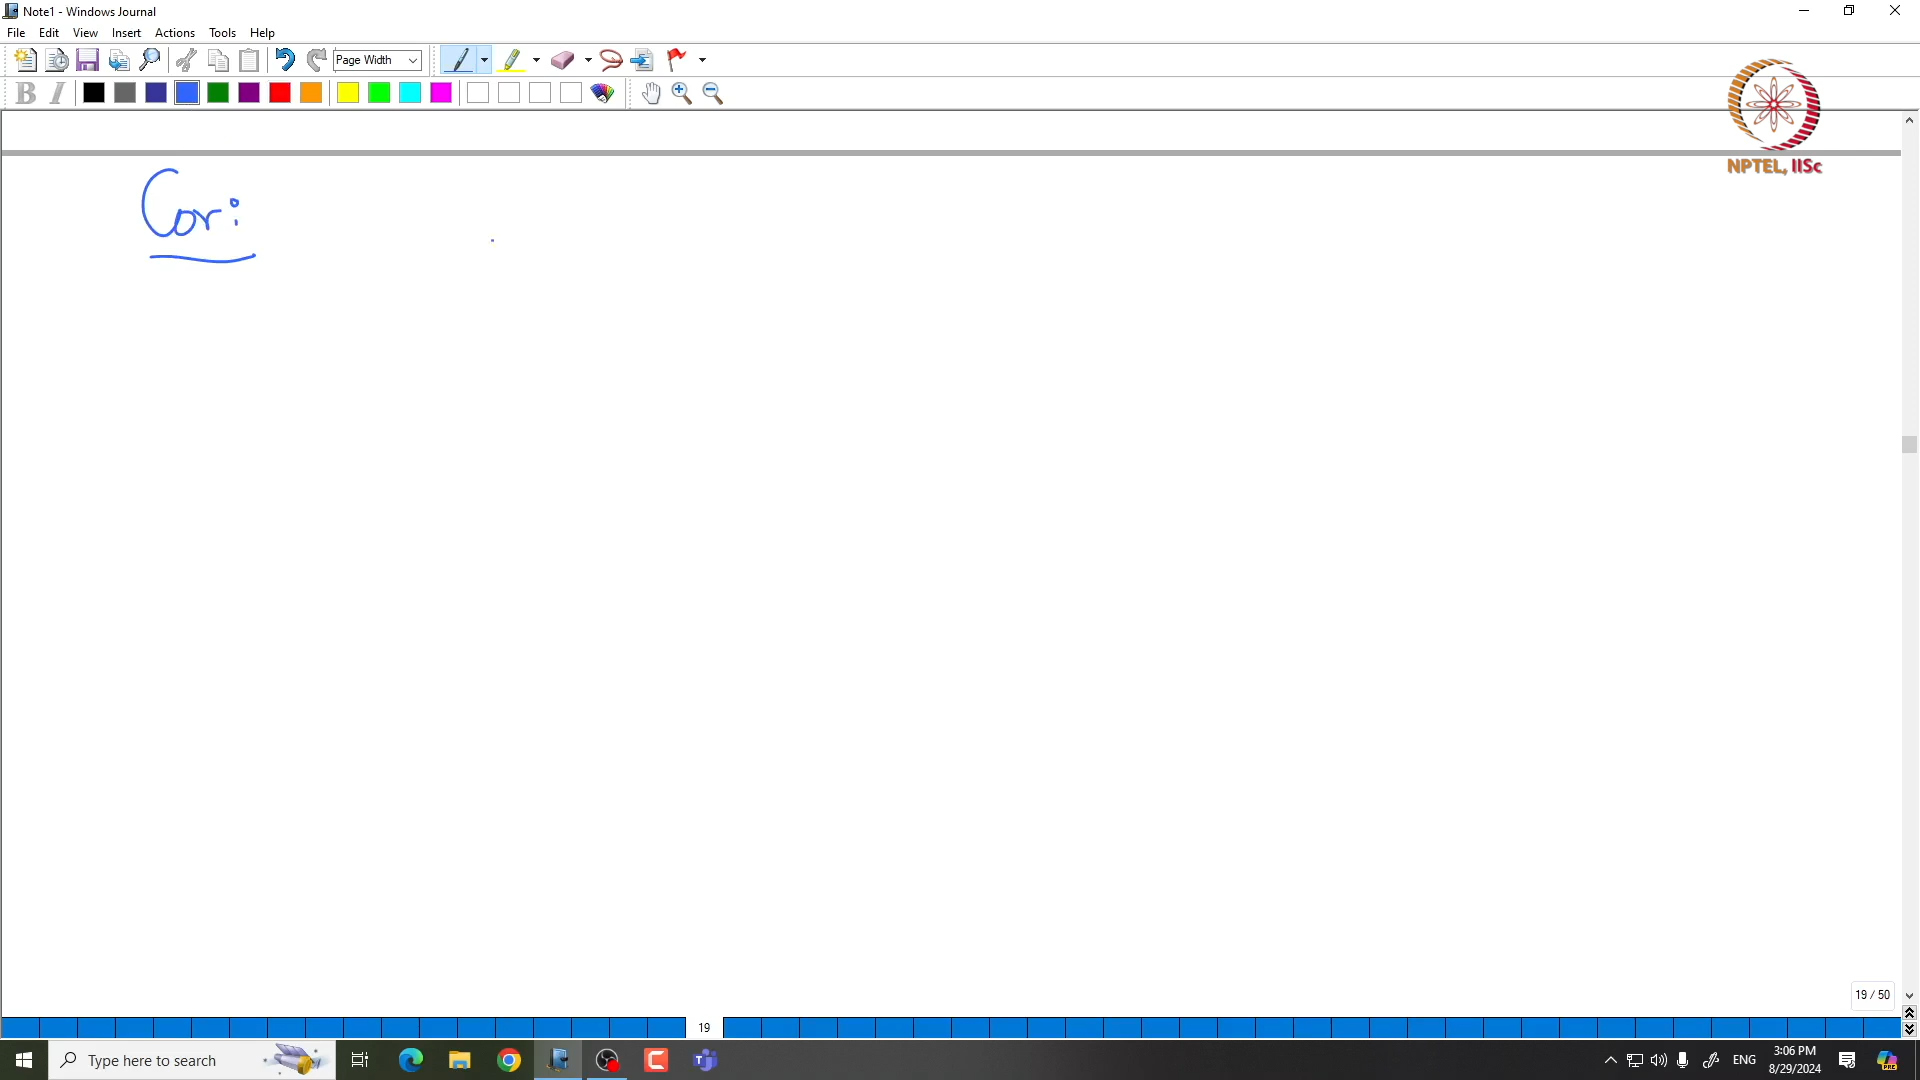 Note1 - Windows Journal
File Edit View Insert Actions Tools Help
Page Width
B I
NPTEL, IISc
Cor:
19 / 50
19
Type here to search
ENG
3:06 PM
8/29/2024